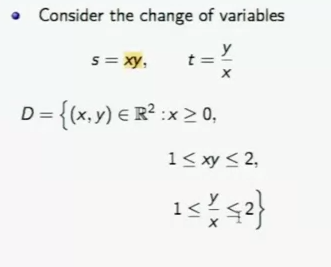 • Consider the change of variables
s = xy,    t = y/x
D = {(x, y) ∈ ℝ² : x ≥ 0,
1 ≤ xy ≤ 2,
1 ≤ y/x ≤ 2}